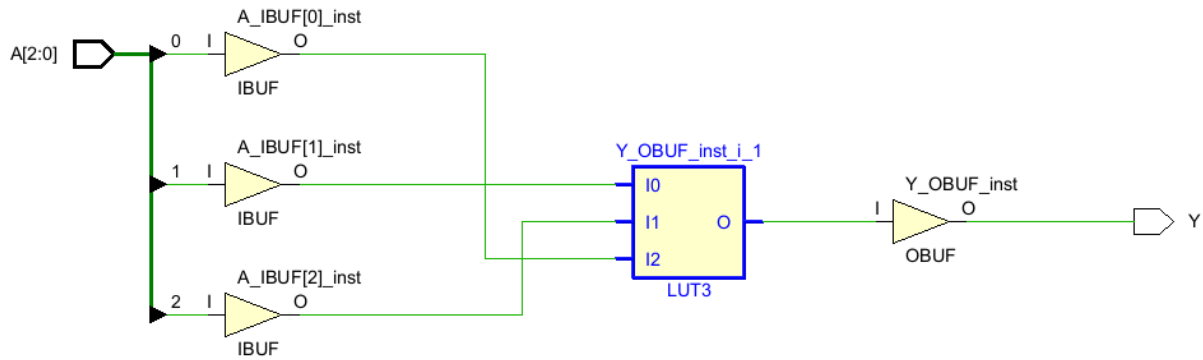 A_IBUF[0]_inst
A[2:0]
0
I
O
IBUF
A_IBUF[1]_inst
1
I
O
IBUF
A_IBUF[2]_inst
2
I
O
IBUF
Y_OBUF_inst_i_1
I0
I1
O
I2
LUT3
Y_OBUF_inst
I
O
OBUF
Y